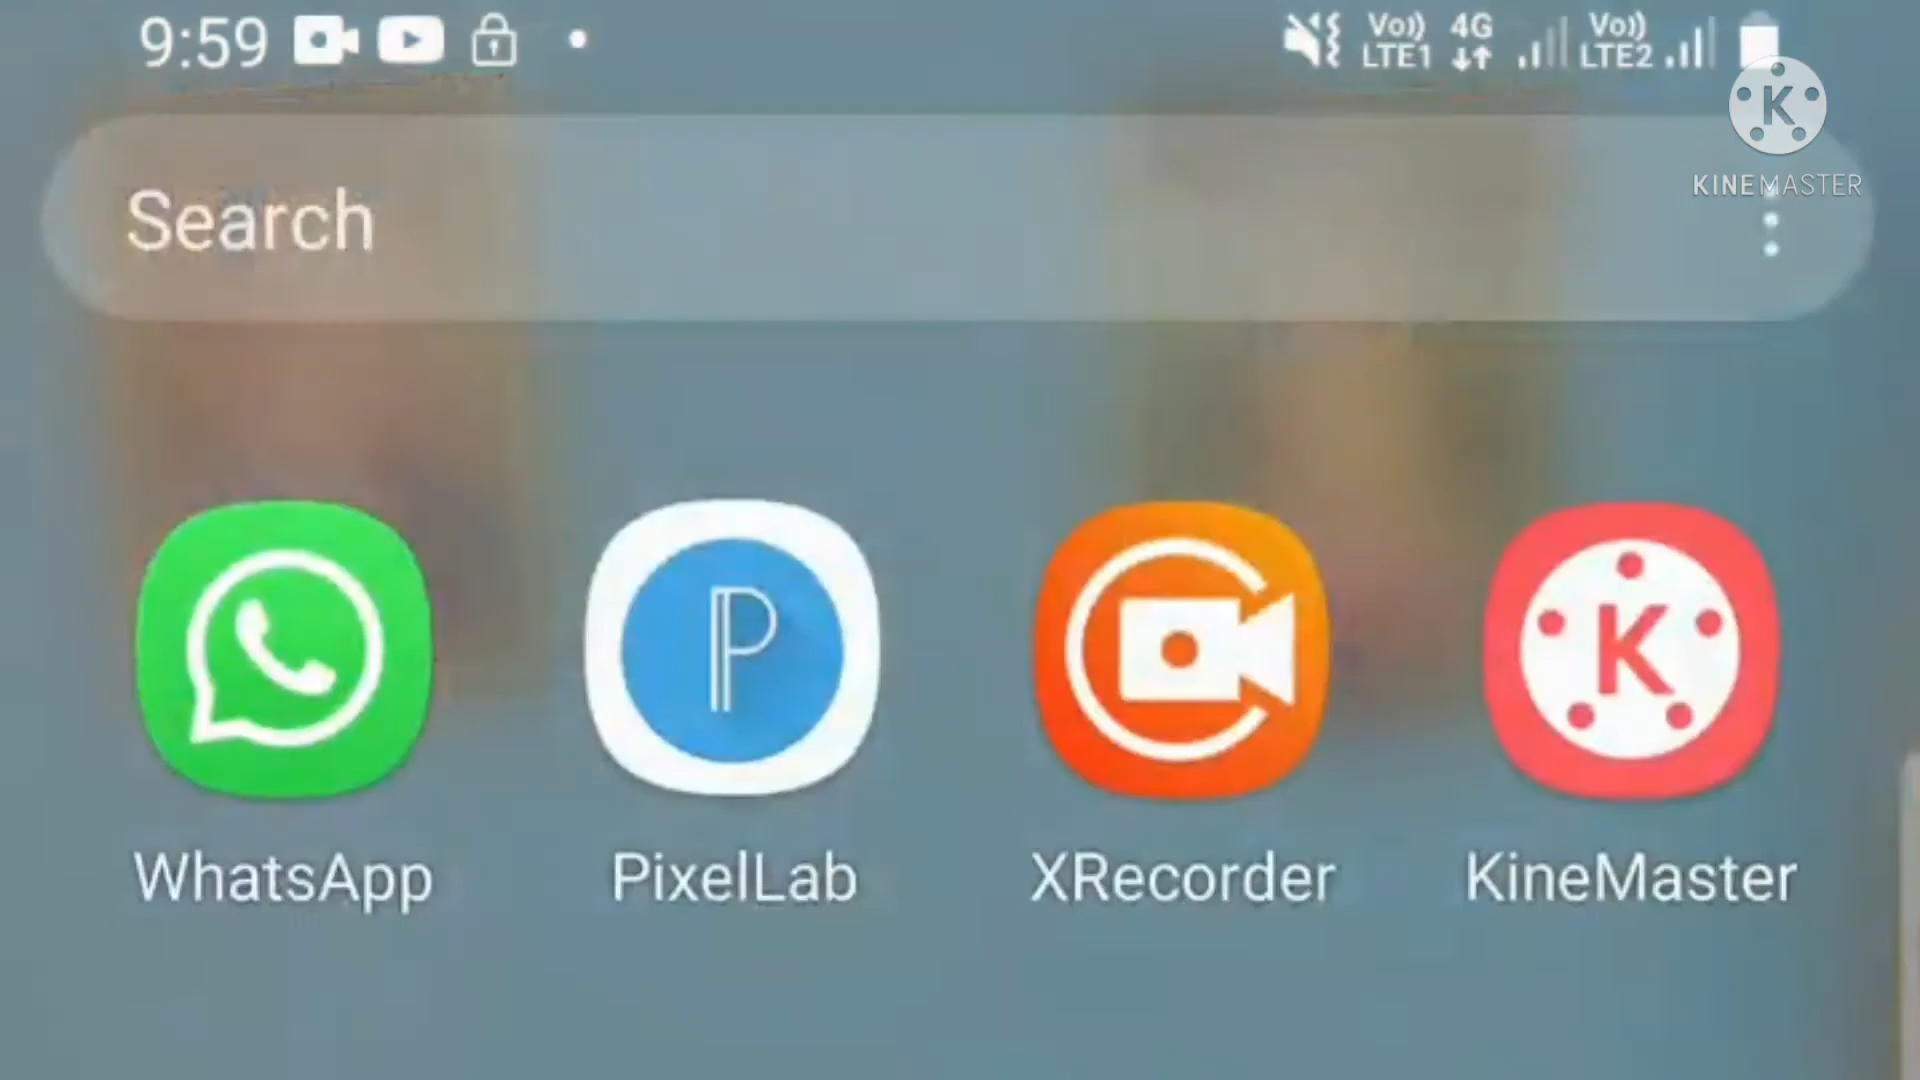 9:59 Vo)) LTE1 4G Vo)) LTE2
K
KINEMASTER
Search
P K
WhatsApp PixelLab XRecorder KineMaster